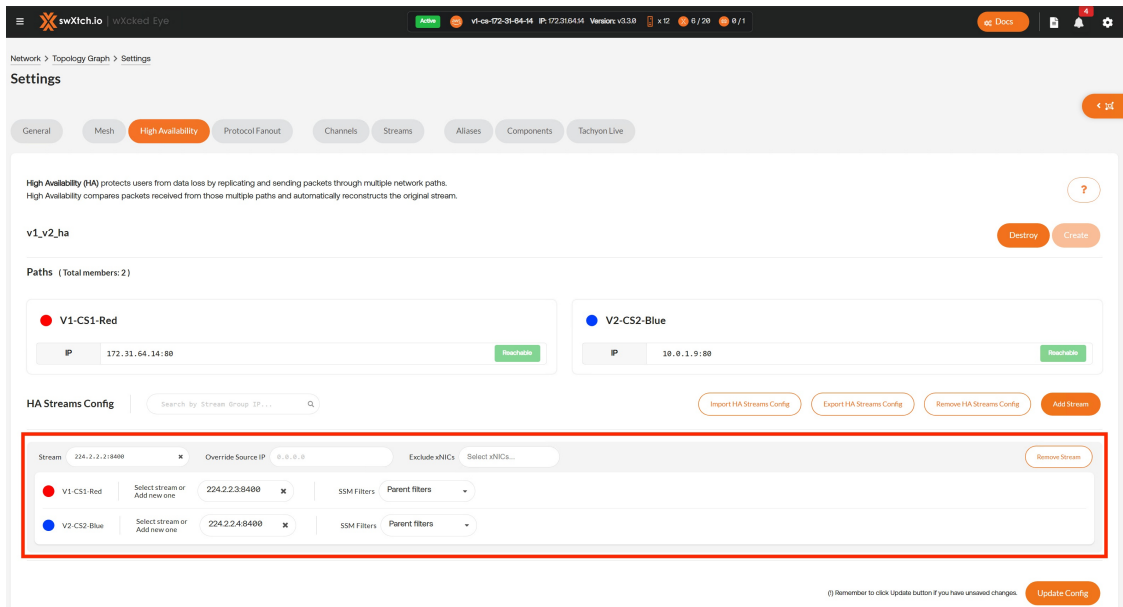 swXtch.io | wXcked Eye
Active v1-cs-172-31-64-14 IP: 172.31.64.14 Version: v3.3.0 x 12 6 / 20 0 / 1
Docs
4
Network > Topology Graph > Settings
Settings
General Mesh High Availability Protocol Fanout Channels Streams Aliases Components Tachyon Live
High Availability (HA) protects users from data loss by replicating and sending packets through multiple network paths.
High Availability compares packets received from those multiple paths and automatically reconstructs the original stream.
?
v1_v2_ha
Destroy Create
Paths (Total members: 2)
V1-CS1-Red
IP 172.31.64.14:80 Reachable
V2-CS2-Blue
IP 10.0.1.9:80 Reachable
HA Streams Config Search by Stream Group IP... Import HA Streams Config Export HA Streams Config Remove HA Streams Config Add Stream
Stream 224.2.2.2:8400 Override Source IP 0.0.0.0 Exclude xNICs Select xNICs... Remove Stream
V1-CS1-Red Select stream or Add new one 224.2.2.3:8400 SSM Filters Parent filters
V2-CS2-Blue Select stream or Add new one 224.2.2.4:8400 SSM Filters Parent filters
(!) Remember to click Update button if you have unsaved changes. Update Config